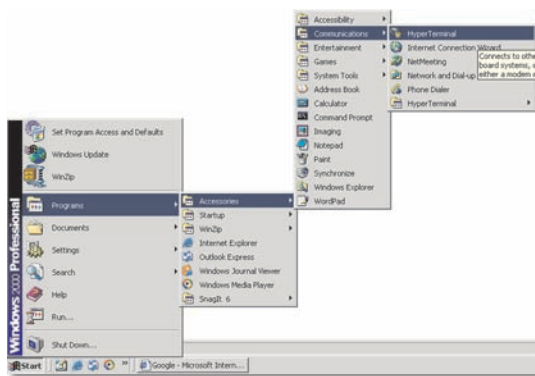 Set Program Access and Defaults
Windows Update
WinZip
Programs
Documents
Settings
Search
Help
Run...
Shut Down...
Windows 2000 Professional
Accessories
Startup
WinZip
Internet Explorer
Outlook Express
Windows Journal Viewer
Windows Media Player
SnagIt 6
Accessibility
Communications
Entertainment
Games
System Tools
Address Book
Calculator
Command Prompt
Imaging
Notepad
Paint
Synchronize
Windows Explorer
WordPad
HyperTerminal
Internet Connection Wizard
NetMeeting
Network and Dial-up
Phone Dialer
HyperTerminal
Connects to othe
board systems,
either a modem
Start
Google - Microsoft Intern...